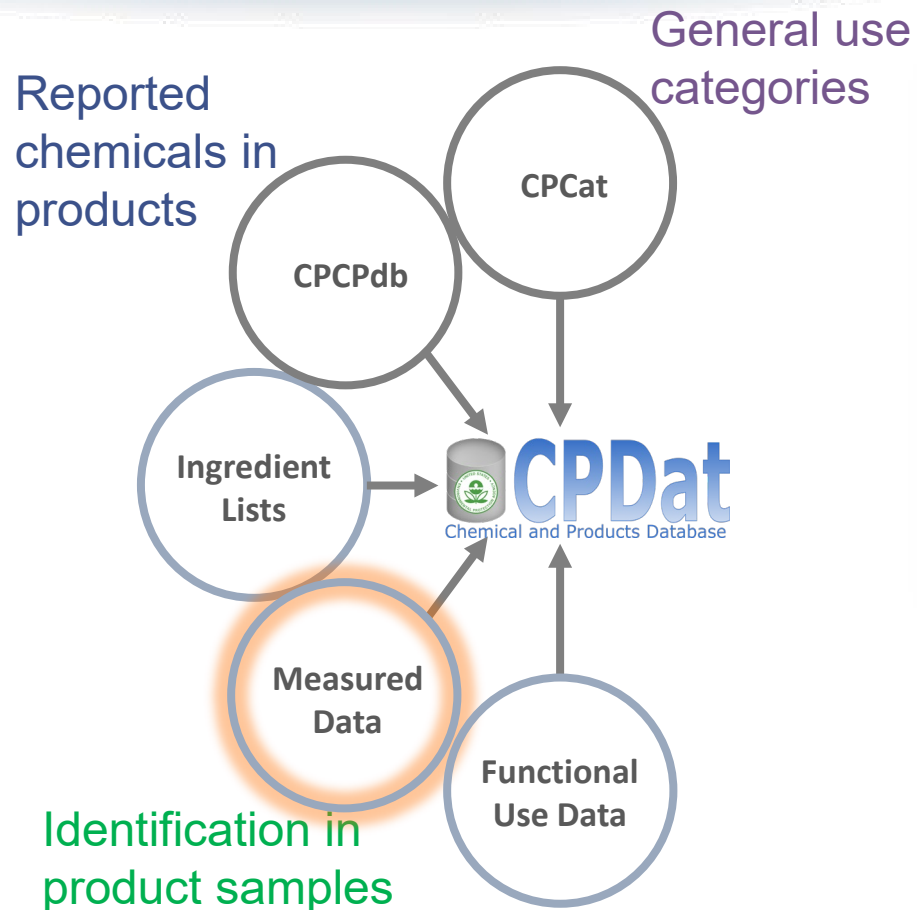 General use
categories
Reported
chemicals in
products
CPCat
CPCPdb
Ingredient
Lists
CPDat
Chemical and Products Database
Measured
Data
Functional
Use Data
Identification in
product samples